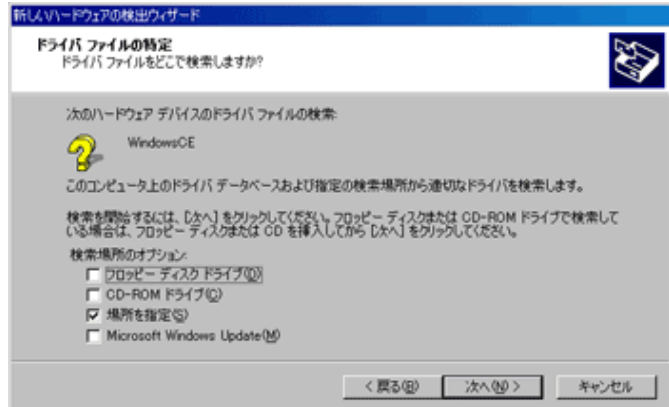 新しいハードウェアの検出ウィザード
ドライバ ファイルの特定
ドライバ ファイルをどこで検索しますか?
次のハードウェア デバイスのドライバ ファイルの検索:
WindowsCE
このコンピュータ上のドライバ データベースおよび指定の検索場所から適切なドライバを検索します。
検索を開始するには、[次へ] をクリックしてください。フロッピー ディスクまたは CD-ROM ドライブで検索して
いる場合は、フロッピー ディスクまたは CD を挿入してから [次へ] をクリックしてください。
検索場所のオプション:
フロッピー ディスク ドライブ(D)
CD-ROM ドライブ(C)
場所を指定(S)
Microsoft Windows Update(M)
< 戻る(B)
次へ(N) >
キャンセル